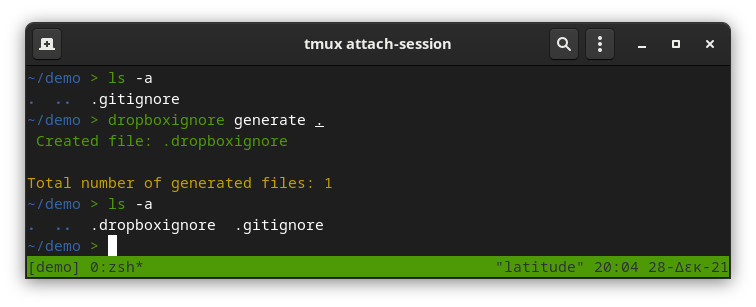 tmux attach-session
~/demo > ls -a
.  ..  .gitignore
~/demo > dropboxignore generate .
 Created file: .dropboxignore
Total number of generated files: 1
~/demo > ls -a
.  ..  .dropboxignore  .gitignore
~/demo >
[demo] 0:zsh* "latitude" 20:04 28-Δεκ-21